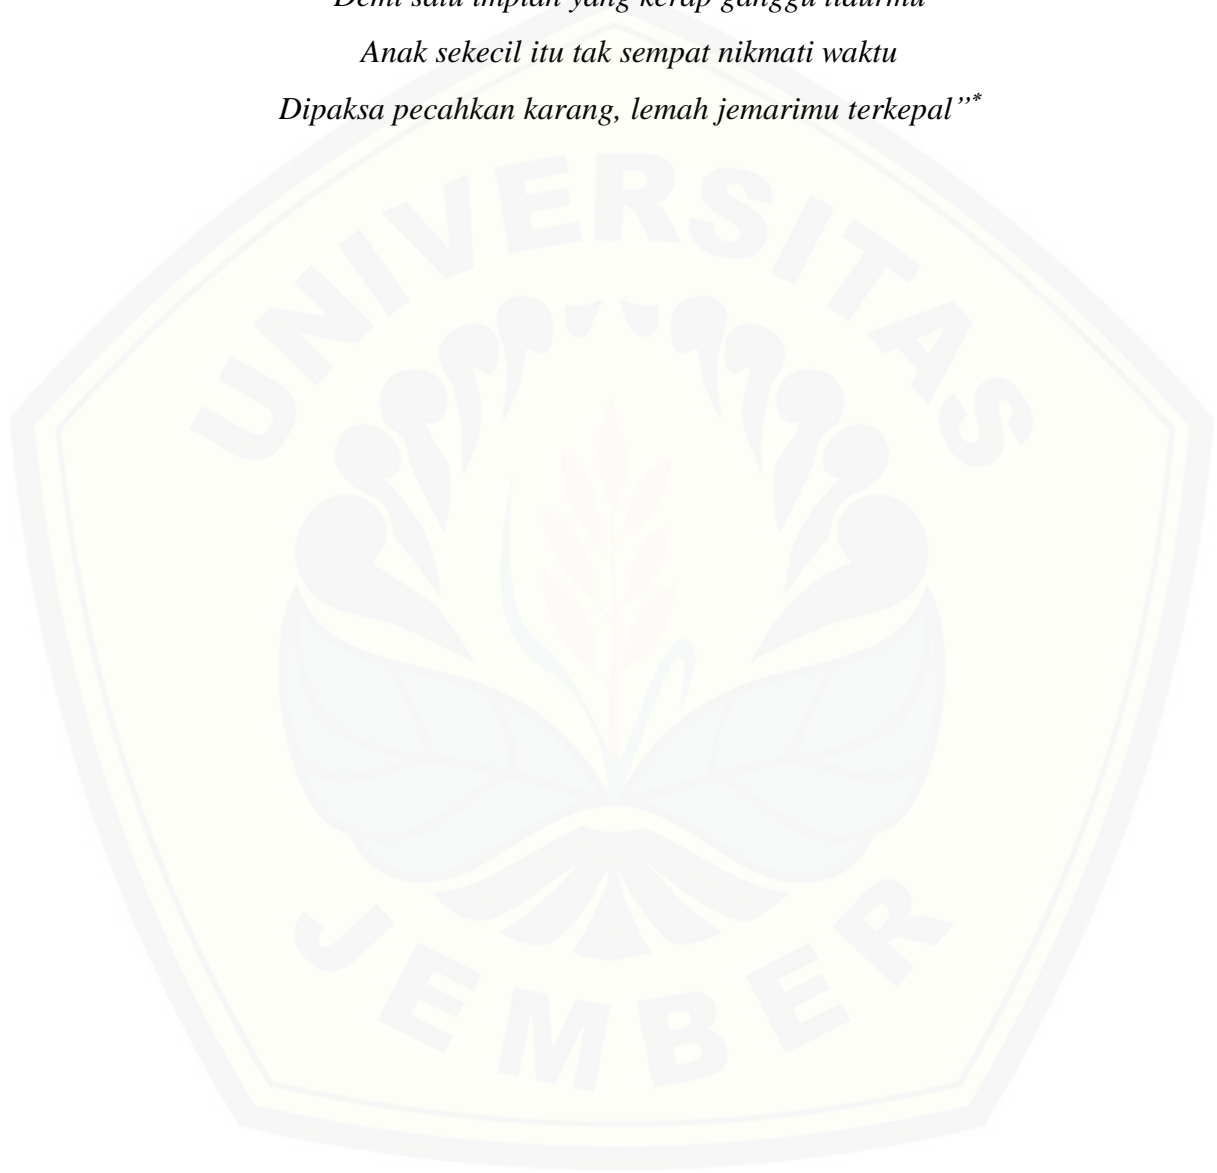 Demi satu impian yang kerap ganggu tidurmu
Anak sekecil itu tak sempat nikmati waktu
Dipaksa pecahkan karang, lemah jemarimu terkepal”*
UNIVERSITAS
JEMBER